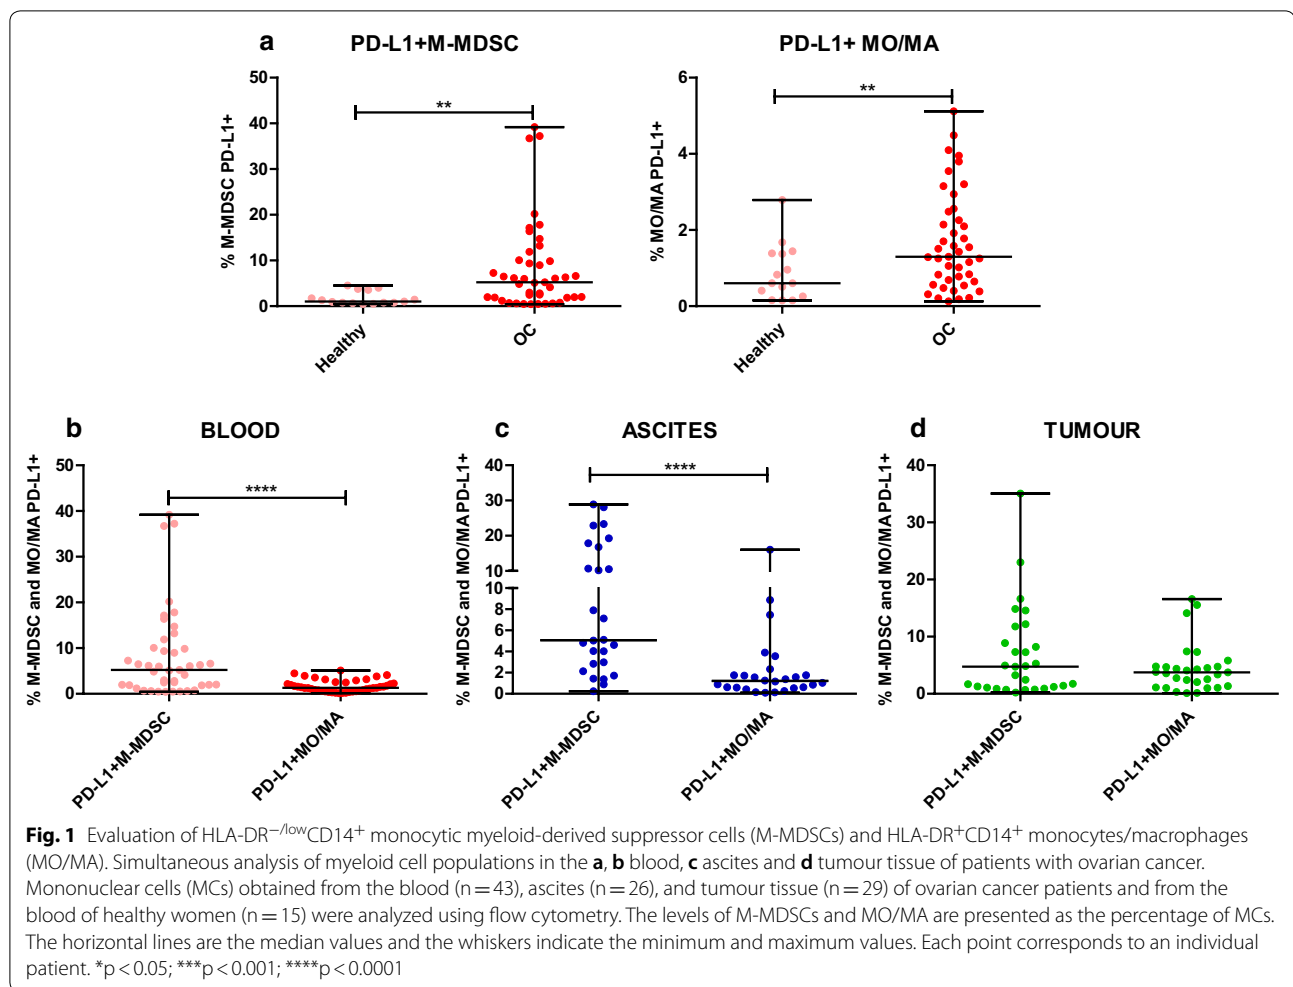 a
PD-L1+M-MDSC
PD-L1+ MO/MA
% M-MDSC PD-L1+
50
40
30
20
10
0
**
Healthy
OC
% MO/MA PD-L1+
6
4
2
0
**
Healthy
OC
b
BLOOD
% M-MDSC and MO/MA PD-L1+
50
40
30
20
10
0
****
PD-L1+M-MDSC
PD-L1+MO/MA
c
ASCITES
% M-MDSC and MO/MA PD-L1+
40
30
20
10
10
8
6
4
2
0
****
PD-L1+M-MDSC
PD-L1+MO/MA
d
TUMOUR
% M-MDSC and MO/MA PD-L1+
40
30
20
10
0
PD-L1+M-MDSC
PD-L1+MO/MA
Fig. 1 Evaluation of HLA-DR⁻/ˡᵒʷCD14⁺ monocytic myeloid-derived suppressor cells (M-MDSCs) and HLA-DR⁺CD14⁺ monocytes/macrophages
(MO/MA). Simultaneous analysis of myeloid cell populations in the a, b blood, c ascites and d tumour tissue of patients with ovarian cancer.
Mononuclear cells (MCs) obtained from the blood (n = 43), ascites (n = 26), and tumour tissue (n = 29) of ovarian cancer patients and from the
blood of healthy women (n = 15) were analyzed using flow cytometry. The levels of M-MDSCs and MO/MA are presented as the percentage of MCs.
The horizontal lines are the median values and the whiskers indicate the minimum and maximum values. Each point corresponds to an individual
patient. *p < 0.05; ***p < 0.001; ****p < 0.0001